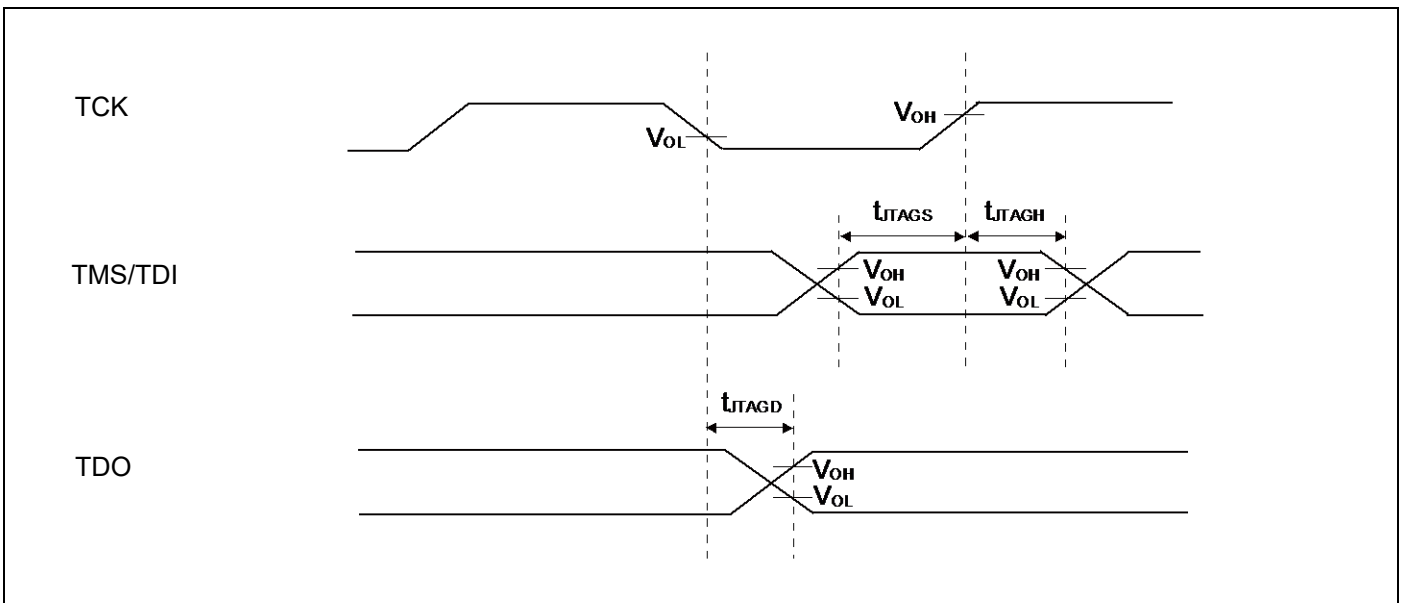 TCK
VOL
VOH
tJTAGS
tJTAGH
TMS/TDI
VOH
VOL
VOH
VOL
tJTAGD
TDO
VOH
VOL